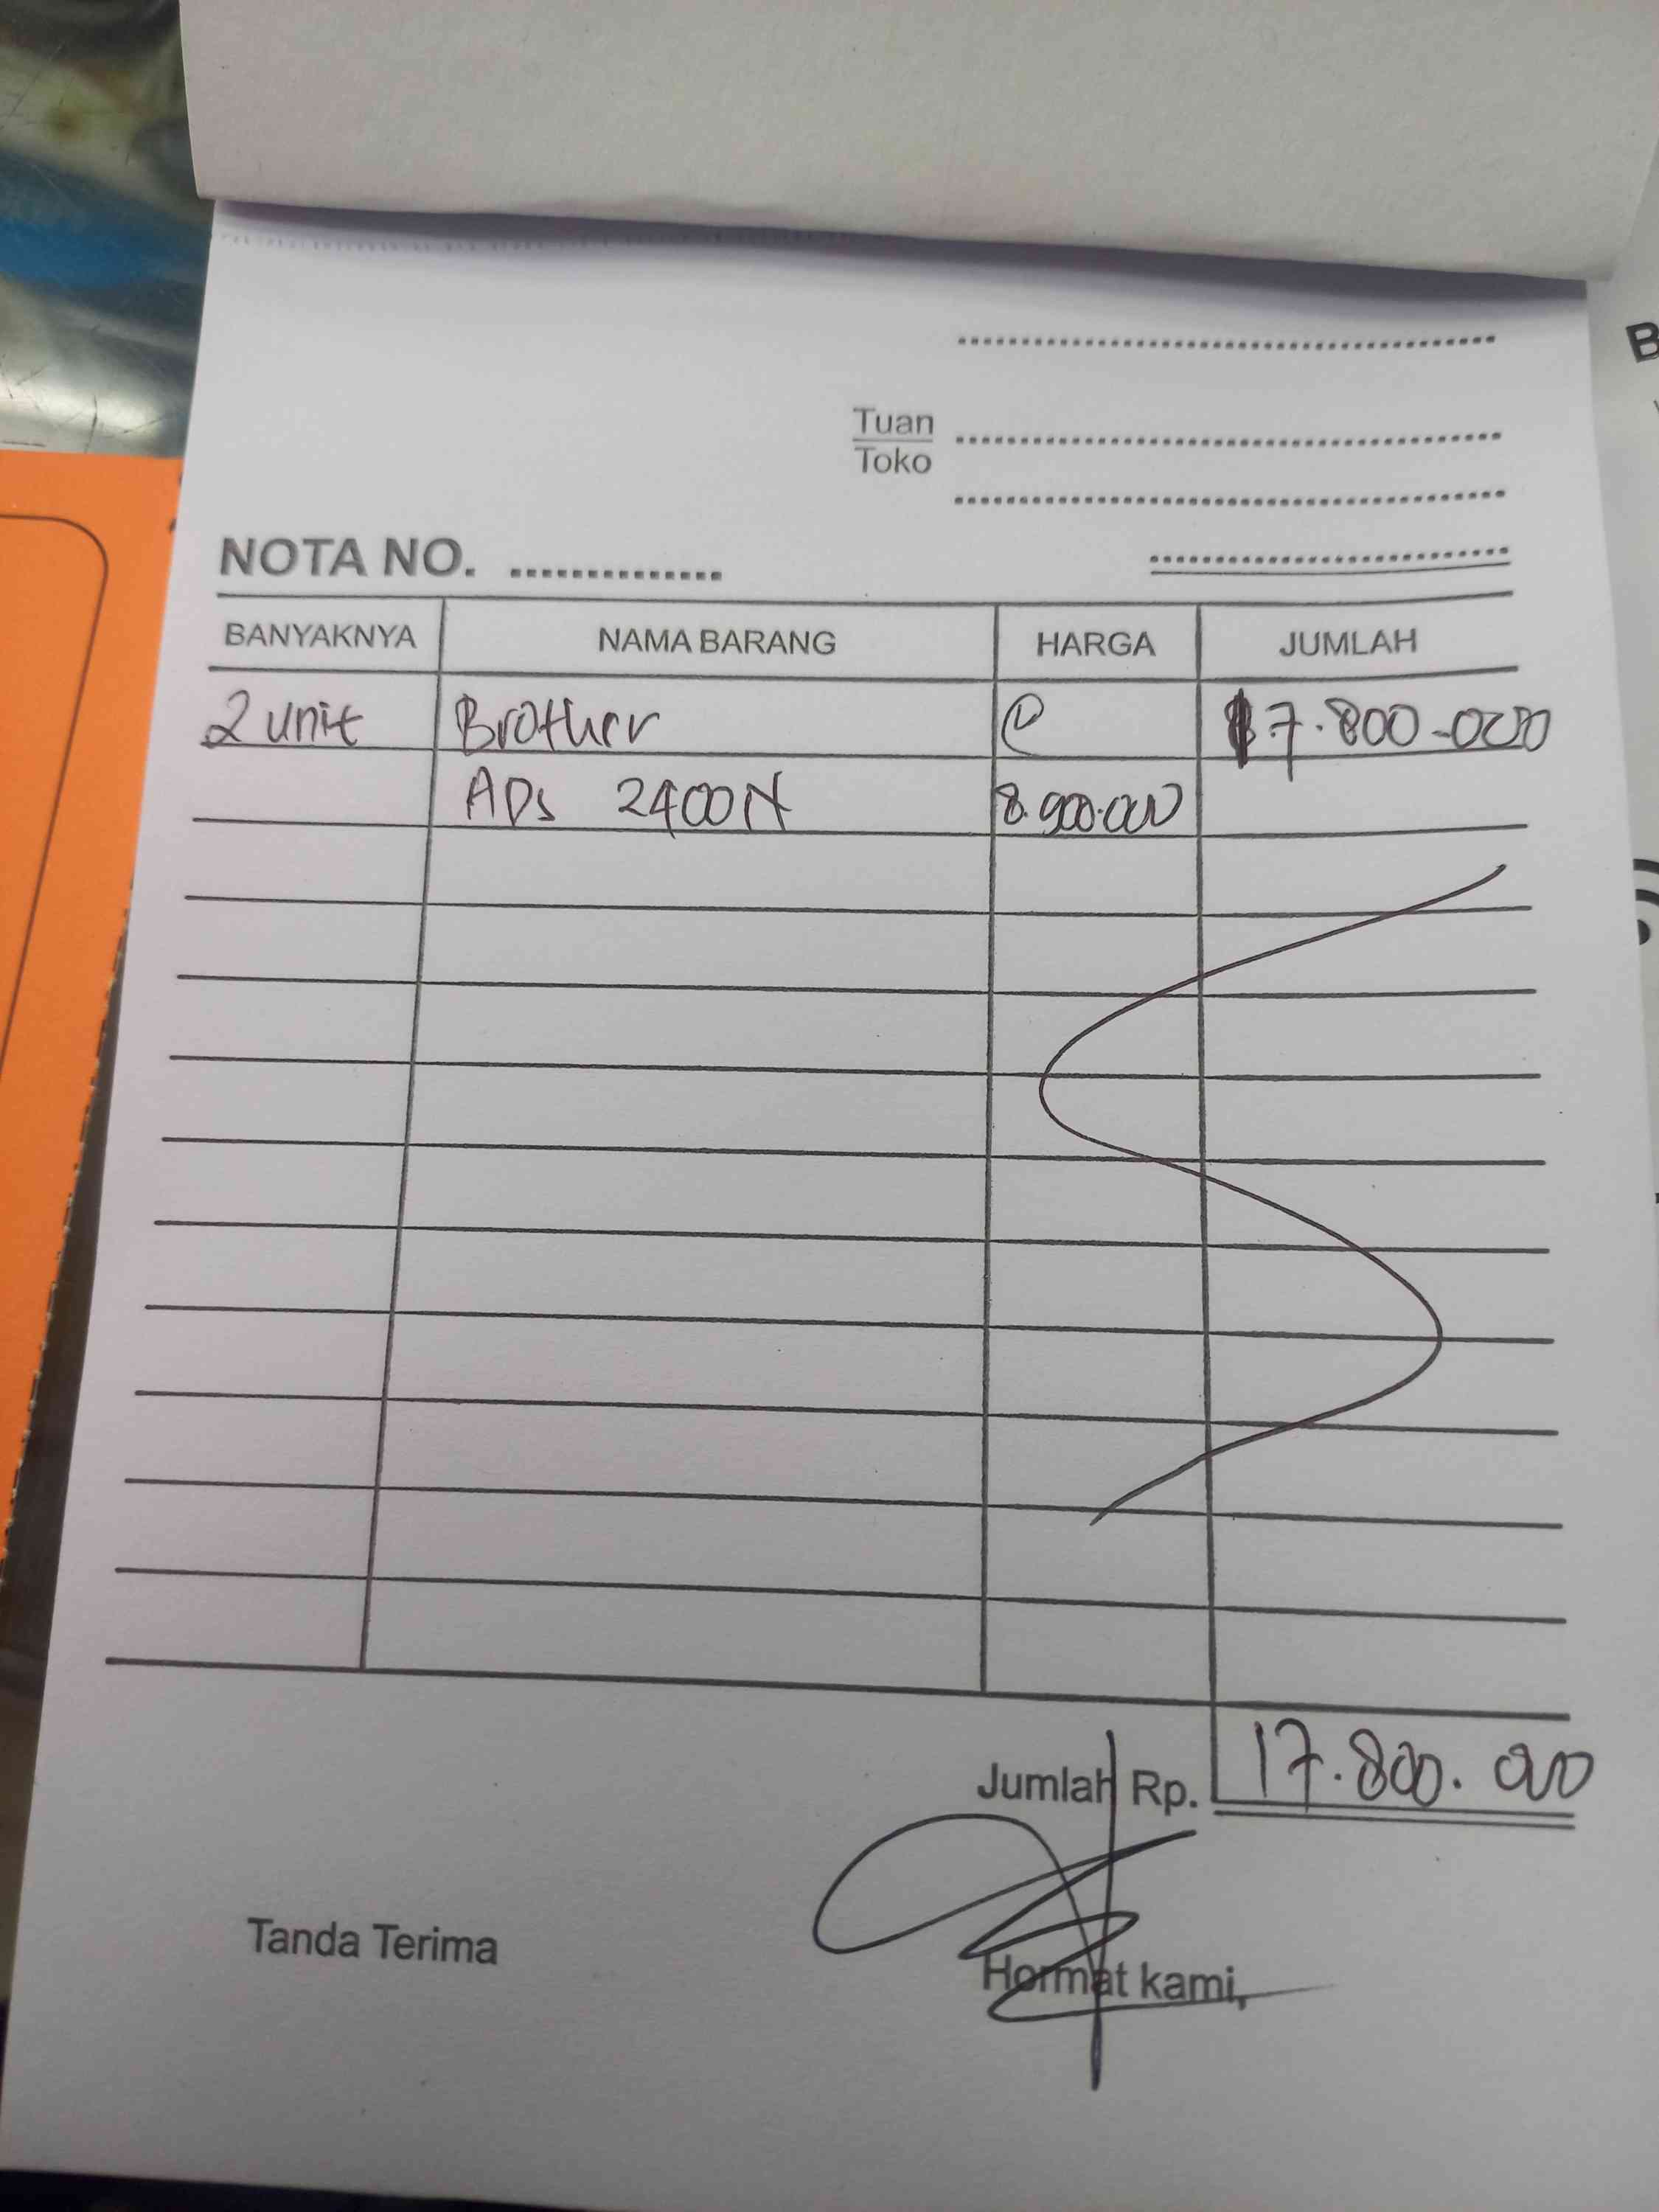 Tuan
Toko
NOTA NO.
BANYAKNYA NAMA BARANG HARGA JUMLAH
2 unit Brother @ 17.800.000
ADS 2400N 8.900.000
Jumlah Rp. 17.800.000
Tanda Terima
Hormat kami,
B